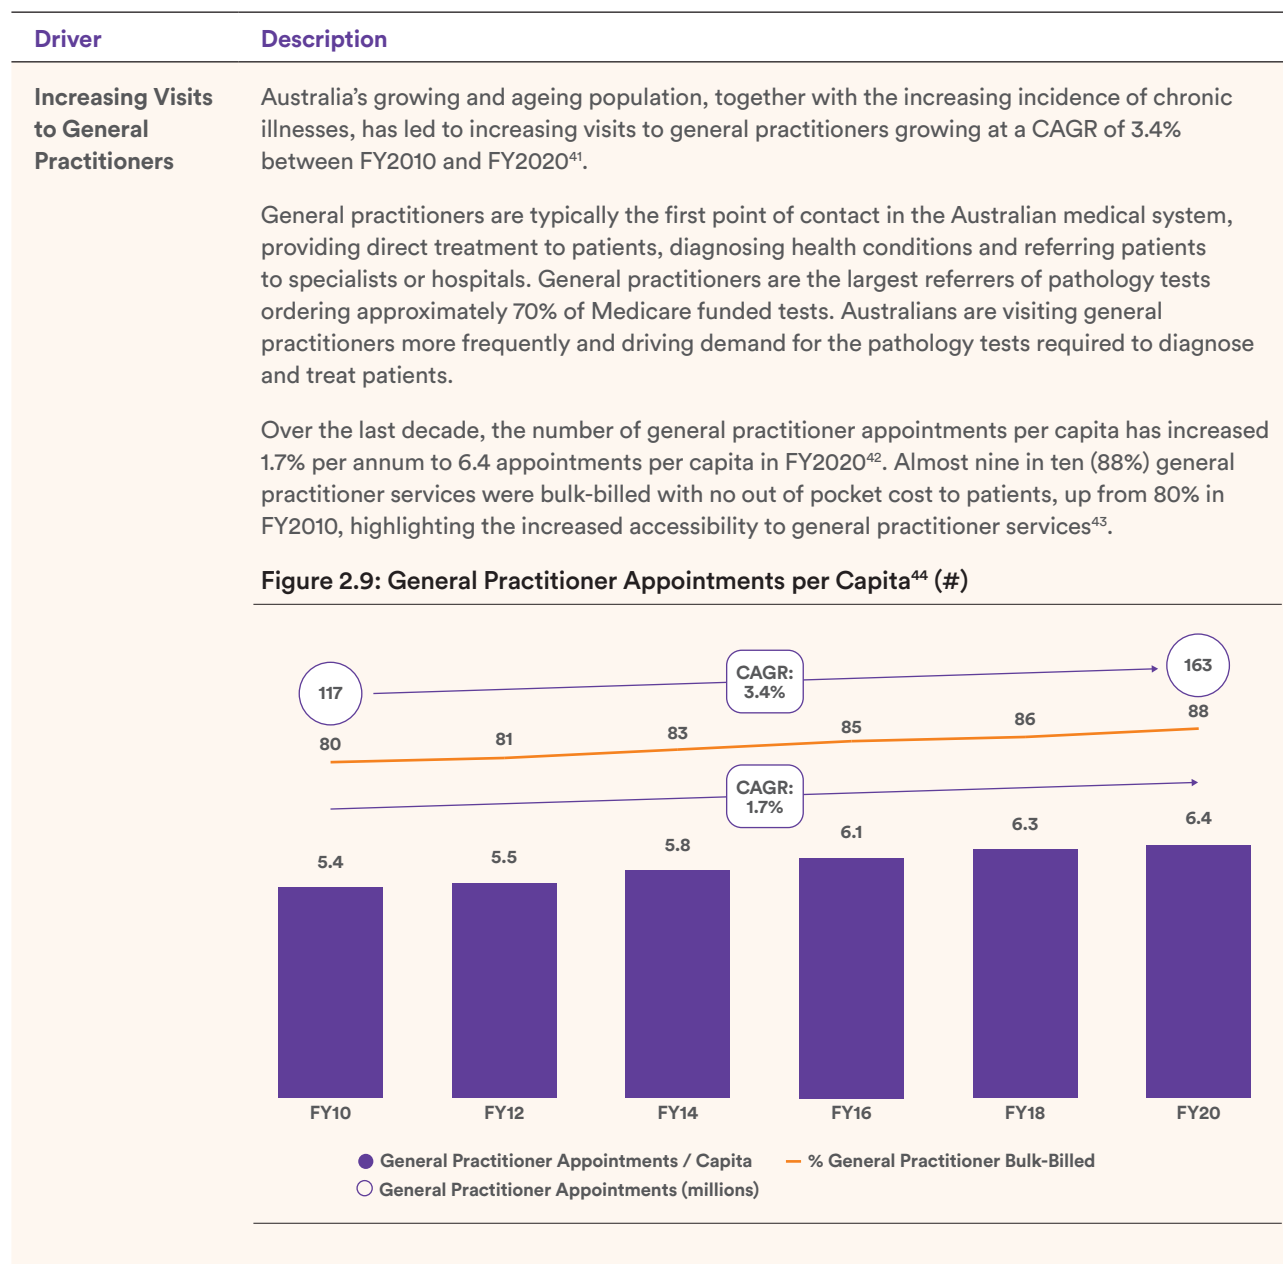 Driver
Description
Increasing Visits
to General
Practitioners
Australia’s growing and ageing population, together with the increasing incidence of chronic
illnesses, has led to increasing visits to general practitioners growing at a CAGR of 3.4%
between FY2010 and FY2020⁴¹.
General practitioners are typically the first point of contact in the Australian medical system,
providing direct treatment to patients, diagnosing health conditions and referring patients
to specialists or hospitals. General practitioners are the largest referrers of pathology tests
ordering approximately 70% of Medicare funded tests. Australians are visiting general
practitioners more frequently and driving demand for the pathology tests required to diagnose
and treat patients.
Over the last decade, the number of general practitioner appointments per capita has increased
1.7% per annum to 6.4 appointments per capita in FY2020⁴². Almost nine in ten (88%) general
practitioner services were bulk-billed with no out of pocket cost to patients, up from 80% in
FY2010, highlighting the increased accessibility to general practitioner services⁴³.
Figure 2.9: General Practitioner Appointments per Capita⁴⁴ (#)
117
CAGR:
3.4%
163
80
81
83
85
86
88
CAGR:
1.7%
5.4
5.5
5.8
6.1
6.3
6.4
FY10
FY12
FY14
FY16
FY18
FY20
General Practitioner Appointments / Capita
% General Practitioner Bulk-Billed
General Practitioner Appointments (millions)